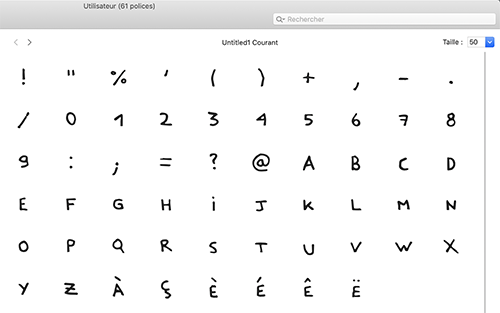 Utilisateur (61 polices)
Rechercher
Untitled1 Courant
Taille : 50
! " % ' ( ) + , - .
/ 0 1 2 3 4 5 6 7 8
9 : ; = ? @ A B C D
E F G H i J K L M N
O P Q R S T U V W X
Y Z À Ç È É Ê Ë